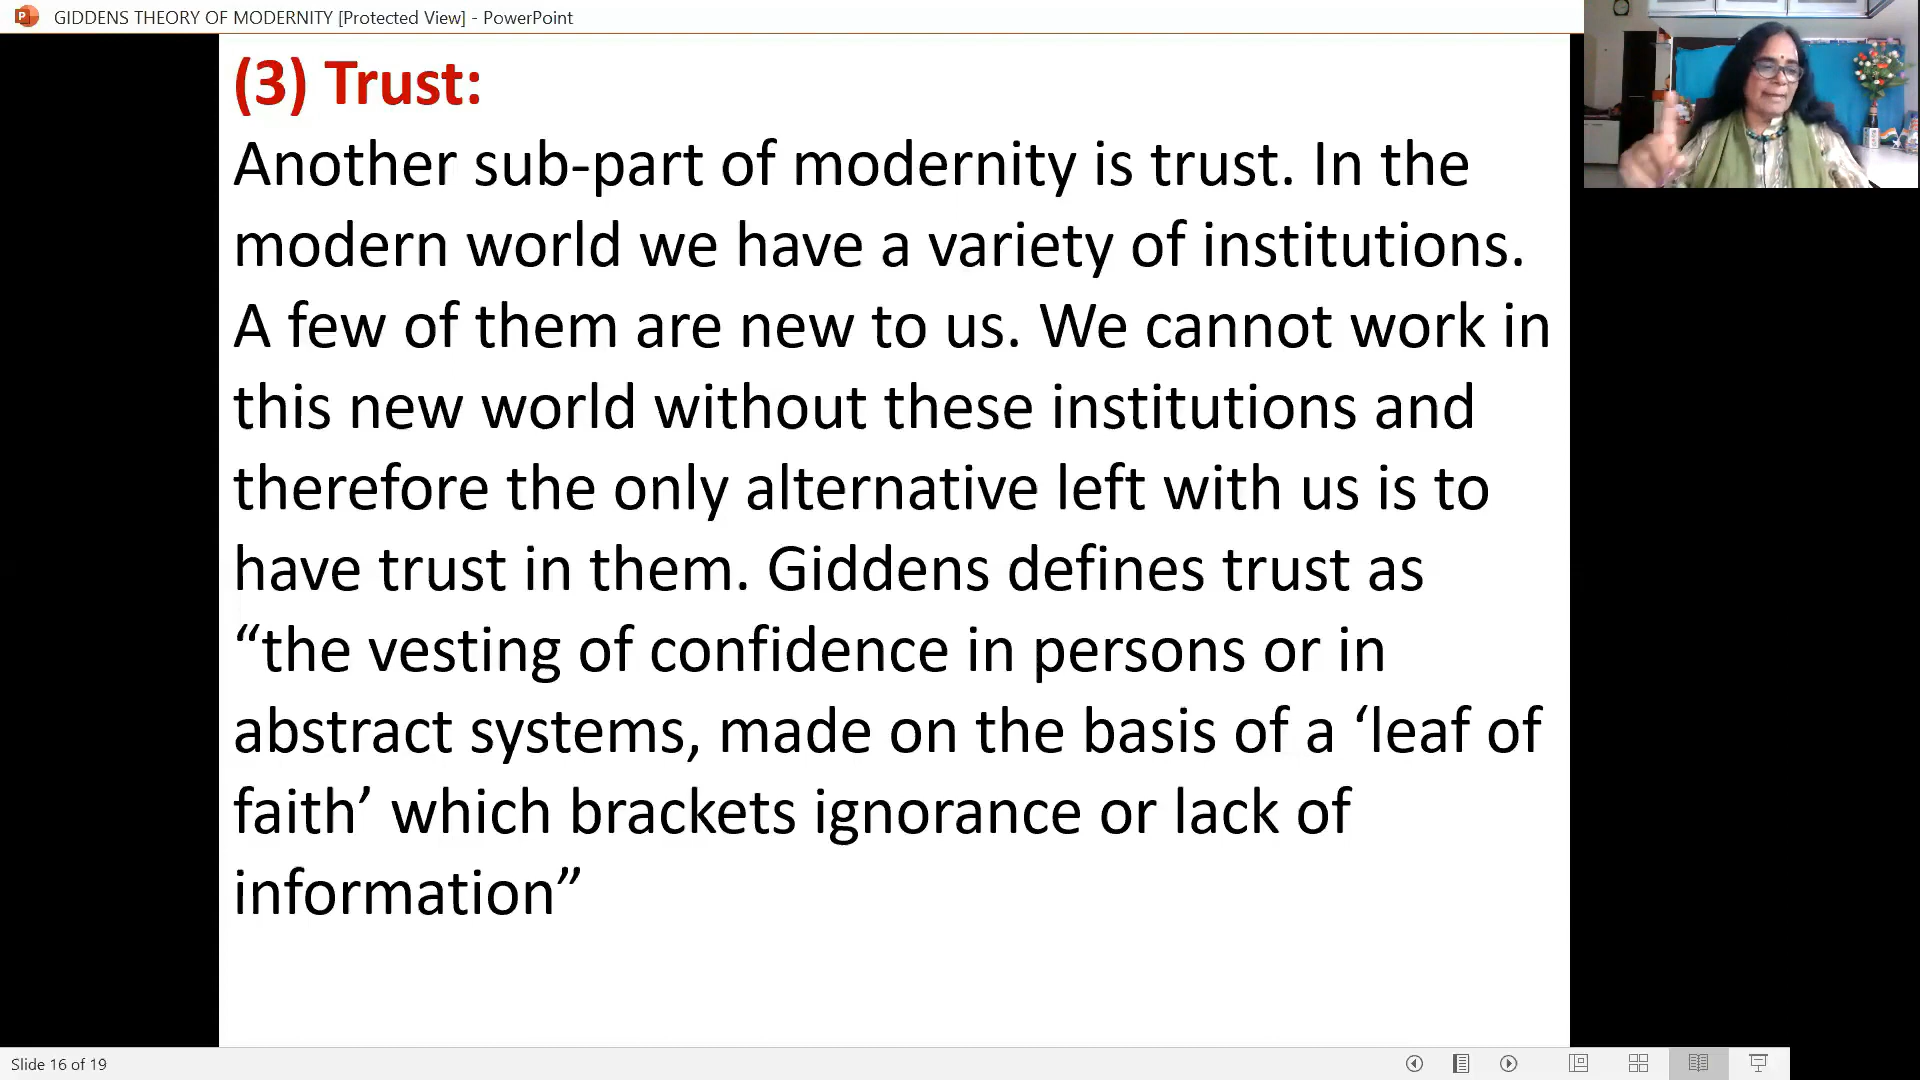 GIDDENS THEORY OF MODERNITY [Protected View] - PowerPoint
(3) Trust:
Another sub-part of modernity is trust. In the
modern world we have a variety of institutions.
A few of them are new to us. We cannot work in
this new world without these institutions and
therefore the only alternative left with us is to
have trust in them. Giddens defines trust as
“the vesting of confidence in persons or in
abstract systems, made on the basis of a ‘leaf of
faith’ which brackets ignorance or lack of
information”
Slide 16 of 19